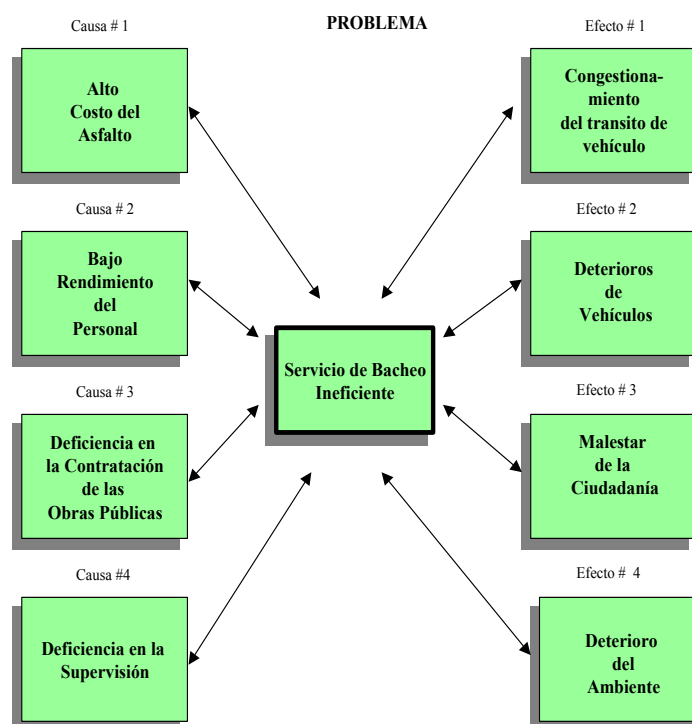 Causa # 1
PROBLEMA
Efecto # 1
Alto
Costo del
Asfalto
Congestiona-
miento
del transito de
vehículo
Causa # 2
Efecto # 2
Bajo
Rendimiento
del
Personal
Deterioros
de
Vehículos
Servicio de Bacheo
Ineficiente
Causa # 3
Efecto # 3
Deficiencia en
la Contratación
de las
Obras Públicas
Malestar
de la
Ciudadanía
Causa #4
Efecto # 4
Deficiencia en la
Supervisión
Deterioro
del
Ambiente